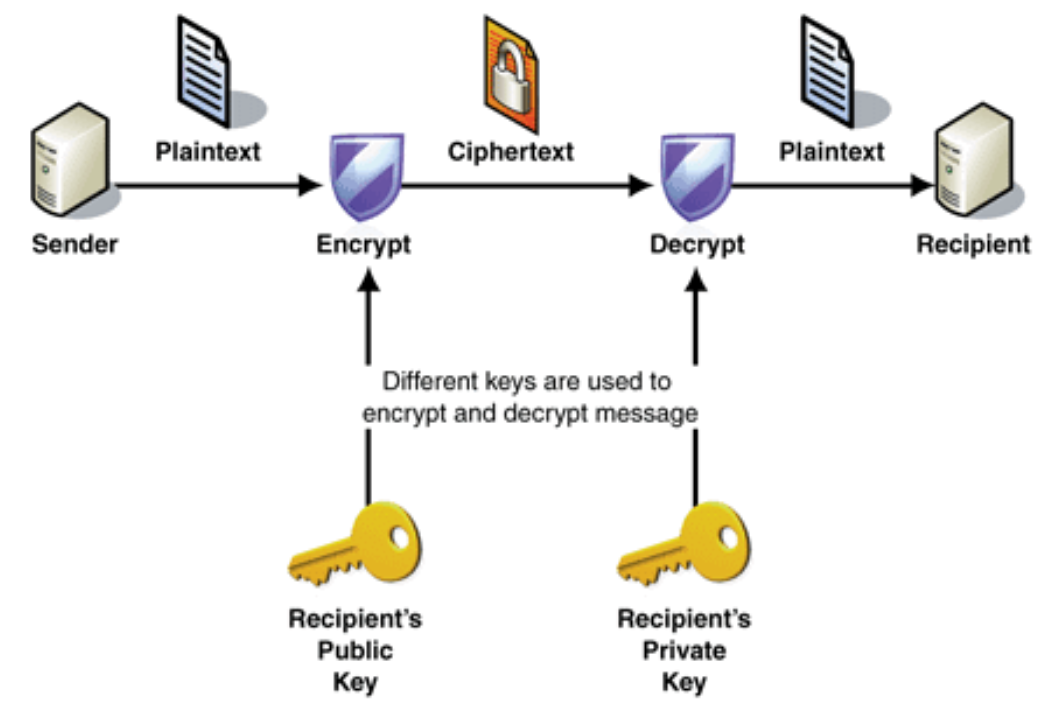 Plaintext
Ciphertext
Plaintext
Sender
Encrypt
Decrypt
Recipient
Different keys are used to
encrypt and decrypt message
Recipient's
Public
Key
Recipient's
Private
Key